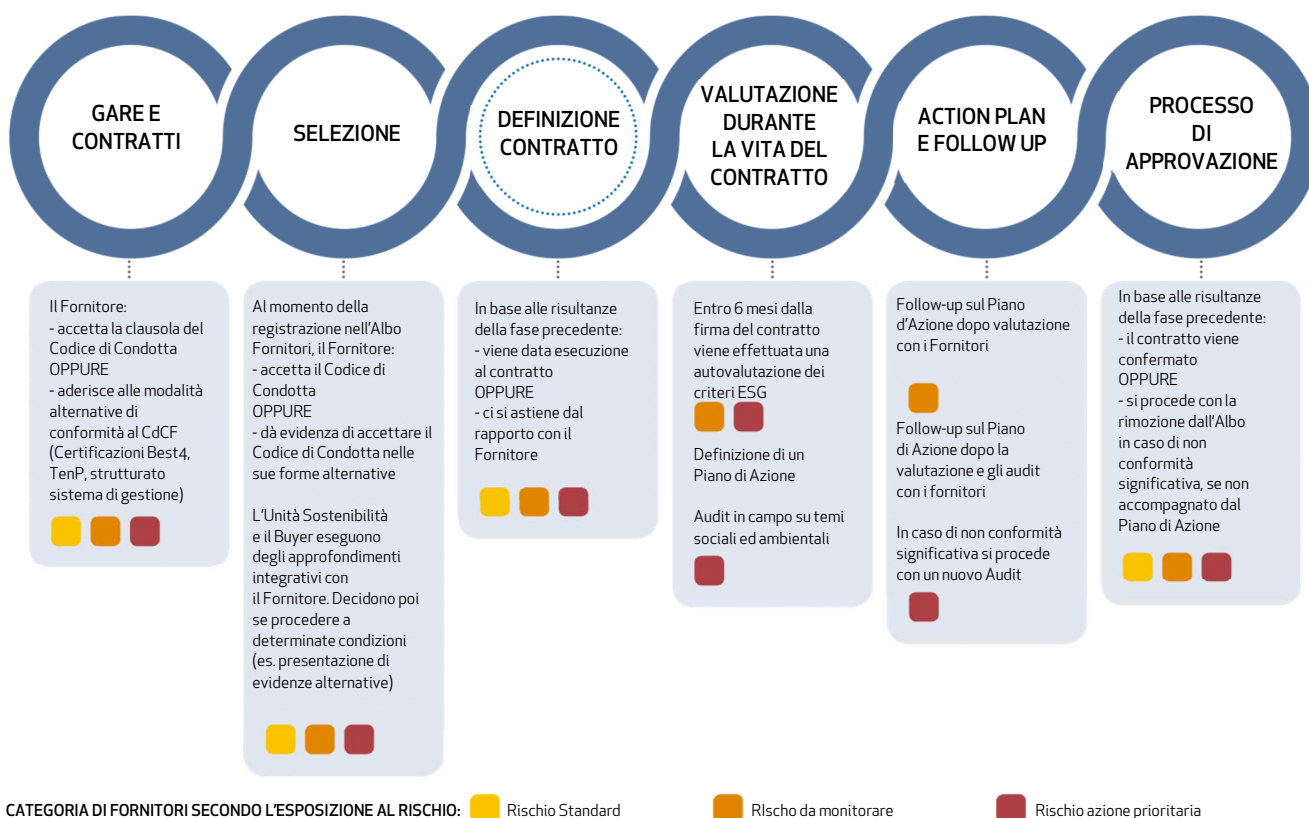 GARE E
CONTRATTI
SELEZIONE
DEFINIZIONE
CONTRATTO
VALUTAZIONE
DURANTE
LA VITA DEL
CONTRATTO
ACTION PLAN
E FOLLOW UP
PROCESSO
DI
APPROVAZIONE
Il Fornitore:
- accetta la clausola del
Codice di Condotta
OPPURE
- aderisce alle modalità
alternative di
conformità al CdCF
(Certificazioni Best4,
TenP, strutturato
sistema di gestione)
Al momento della
registrazione nell'Albo
Fornitori, il Fornitore:
- accetta il Codice di
Condotta
OPPURE
- dà evidenza di accettare il
Codice di Condotta nelle
sue forme alternative
L'Unità Sostenibilità
e il Buyer eseguono
degli approfondimenti
integrativi con
il Fornitore. Decidono poi
se procedere a
determinate condizioni
(es. presentazione di
evidenze alternative)
In base alle risultanze
della fase precedente:
- viene data esecuzione
al contratto
OPPURE
- ci si astiene dal
rapporto con il
Fornitore
Entro 6 mesi dalla
firma del contratto
viene effettuata una
autovalutazione dei
criteri ESG
Definizione di un
Piano di Azione
Audit in campo su temi
sociali ed ambientali
Follow-up sul Piano
d'Azione dopo valutazione
con i Fornitori
Follow-up sul Piano
di Azione dopo la
valutazione e gli audit
con i fornitori
In caso di non conformità
significativa si procede
con un nuovo Audit
In base alle risultanze
della fase precedente:
- il contratto viene
confermato
OPPURE
- si procede con la
rimozione dall'Albo
in caso di non
conformità
significativa, se non
accompagnato dal
Piano di Azione
CATEGORIA DI FORNITORI SECONDO L'ESPOSIZIONE AL RISCHIO: Rischio Standard RIscho da monitorare Rischio azione prioritaria